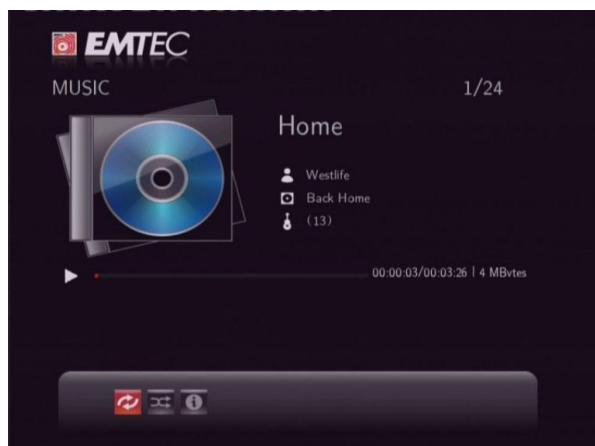 EMTEC
MUSIC
1/24
Home
Westlife
Back Home
(13)
00:00:03/00:03:26 | 4 MBytes